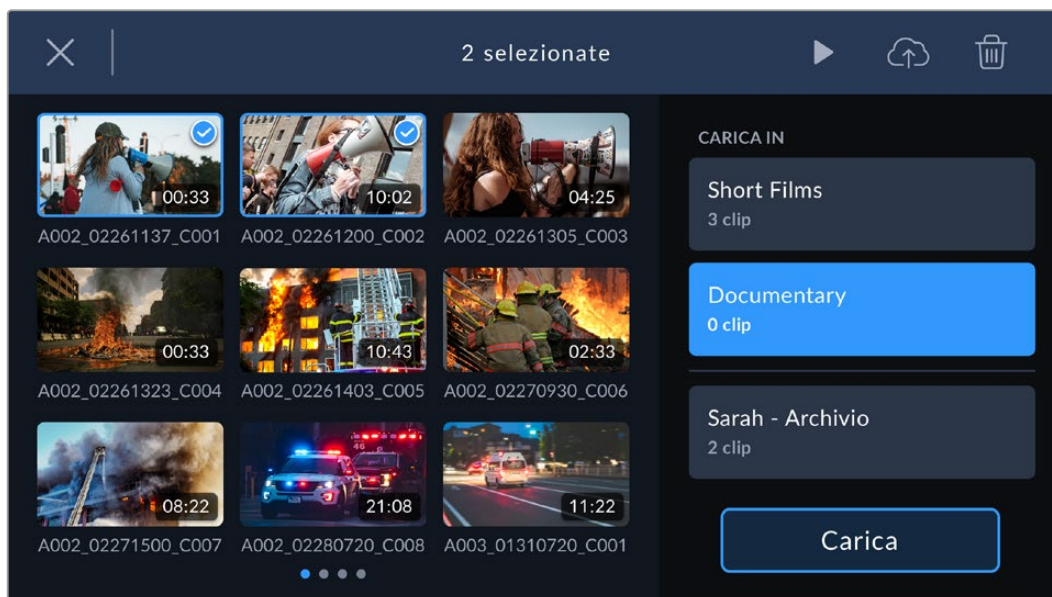 2 selezionate
00:33
10:02
04:25
A002_02261137_C001
A002_02261200_C002
A002_02261305_C003
00:33
10:43
02:33
A002_02261323_C004
A002_02261403_C005
A002_02270930_C006
46
08:22
21:08
11:22
A002_02271500_C007
A002_02280720_C008
A003_01310720_C001
CARICA IN
Short Films
3 clip
Documentary
0 clip
Sarah - Archivio
2 clip
Carica